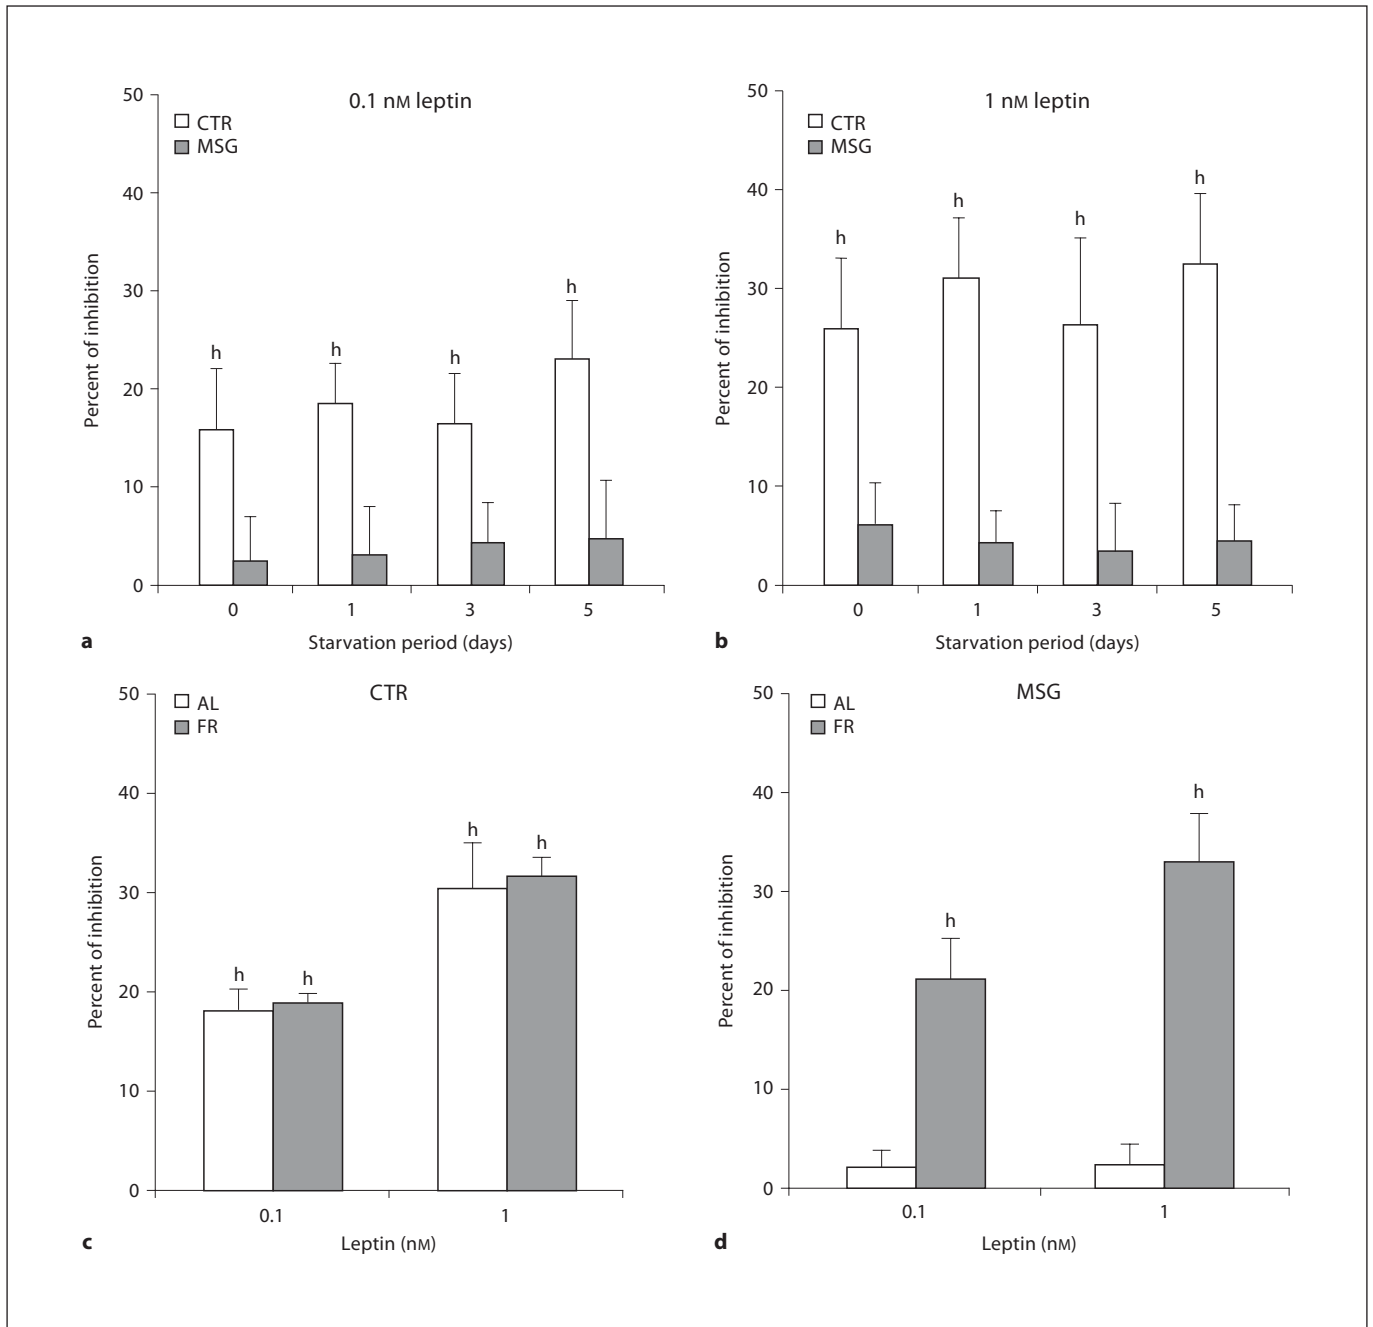 50
0.1 nM leptin
CTR
MSG
40
h
30
h
h
h
20
10
0
0 1 3 5
Percent of inhibition
a
Starvation period (days)
50
1 nM leptin
CTR
MSG
h
40
h
h
h
30
20
10
0
0 1 3 5
Percent of inhibition
b
Starvation period (days)
50
CTR
AL
FR
40
h
h
30
h
h
20
10
0
0.1 1
Percent of inhibition
c
Leptin (nM)
50
MSG
AL
FR
40
h
30
h
20
10
0
0.1 1
Percent of inhibition
d
Leptin (nM)